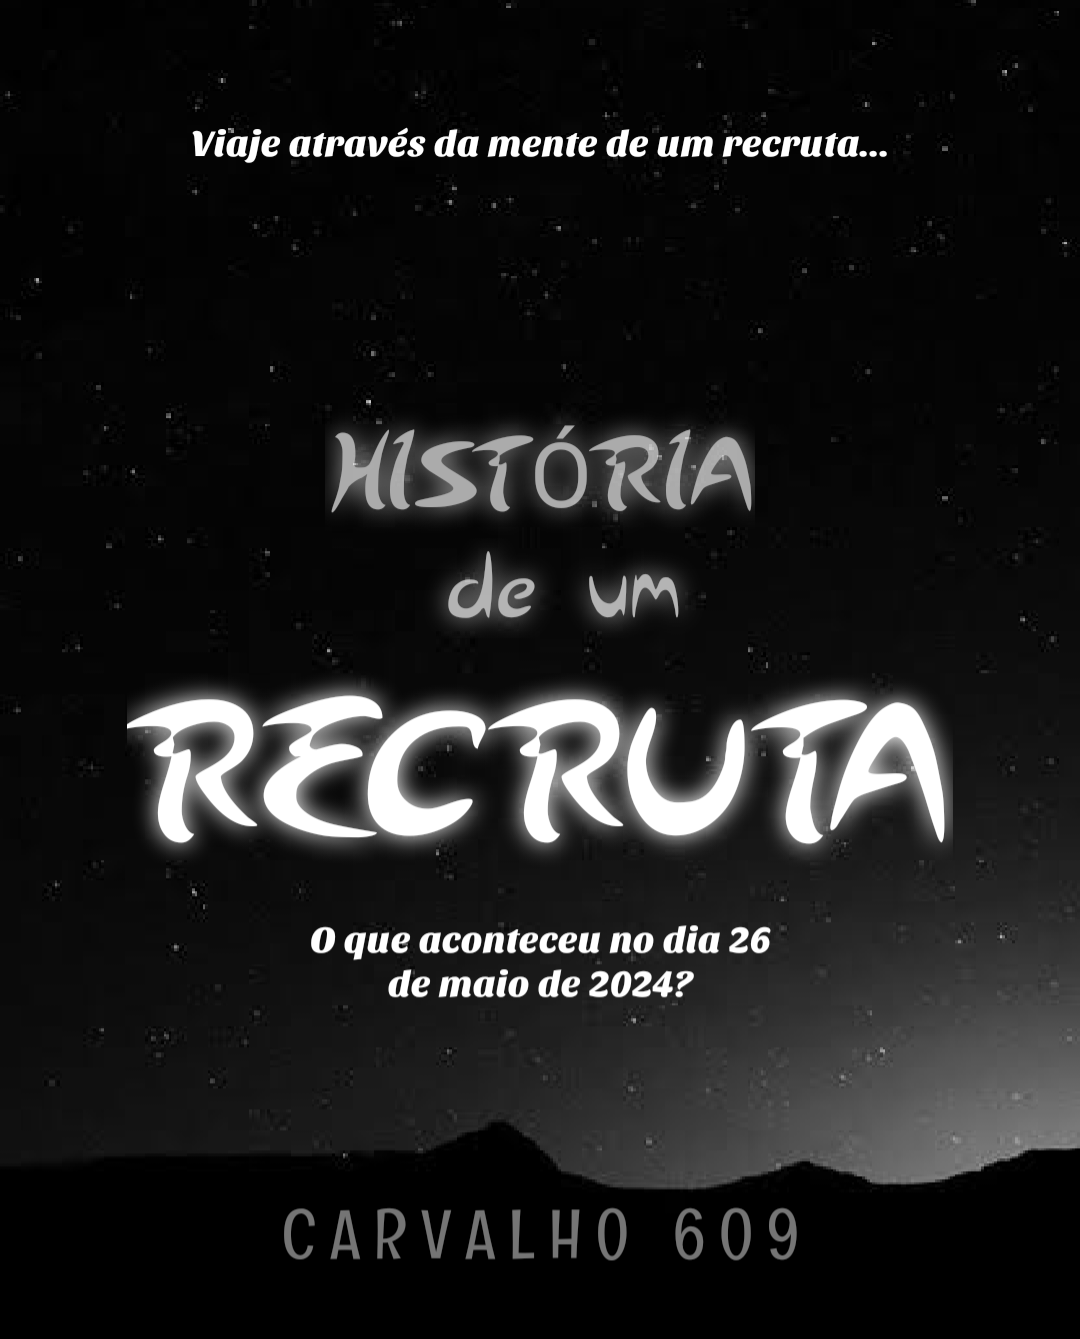 Viaje através da mente de um recruta...
HISTÓRIA
de um
RECRUTA
O que aconteceu no dia 26
de maio de 2024?
CARVALHO 609